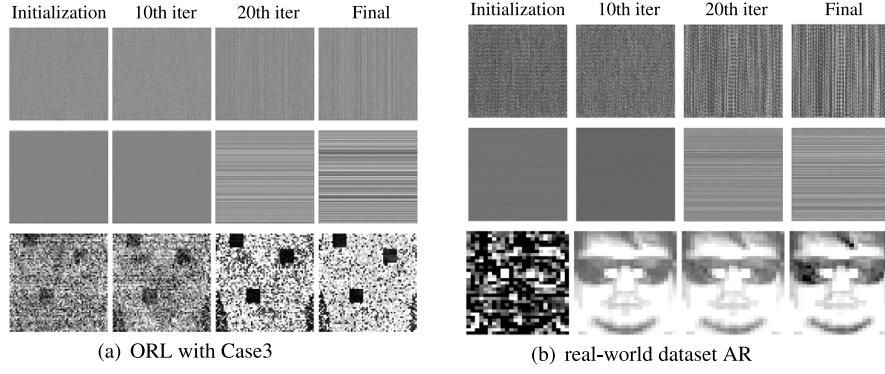 Initialization 10th iter 20th iter Final
Initialization 10th iter 20th iter Final
(a) ORL with Case3
(b) real-world dataset AR